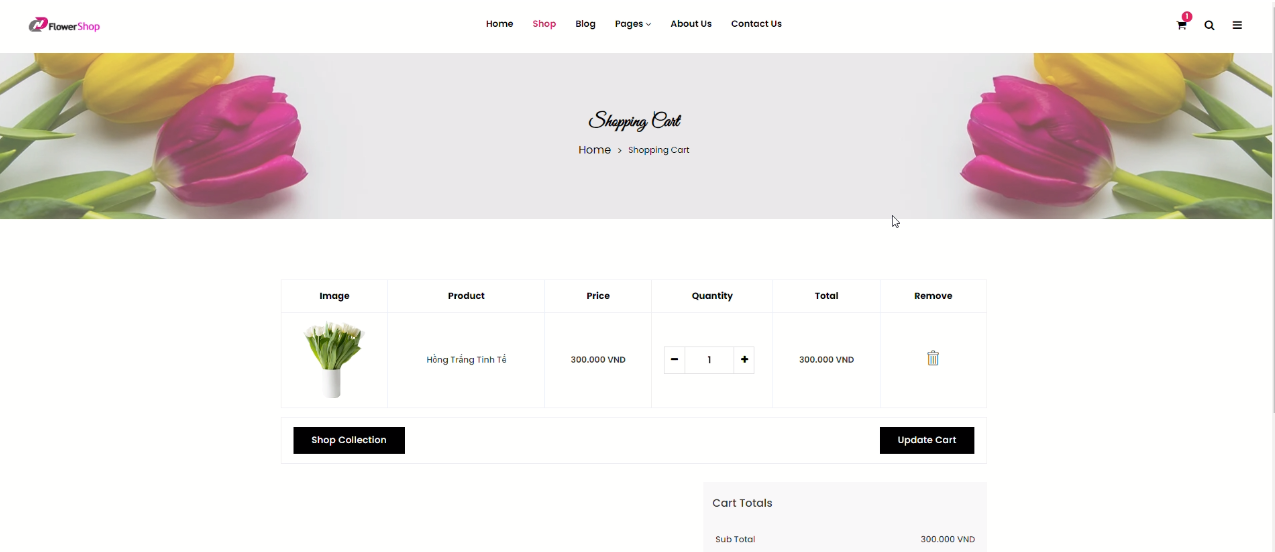 FlowerShop
Home Shop Blog Pages About Us Contact Us
1
Shopping Cart
Home > Shopping Cart
Image Product Price Quantity Total Remove
Hồng Trắng Tinh Tế 300.000 VND - 1 + 300.000 VND
Shop Collection Update Cart
Cart Totals
Sub Total 300.000 VND